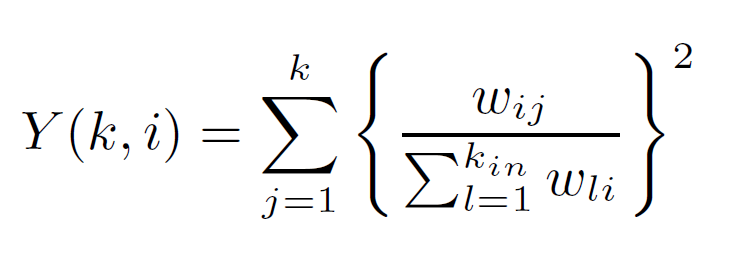 Y(k, i) = \sum_{j=1}^{k} \left\{ \frac{w_{ij}}{\sum_{l=1}^{k_{in}} w_{li}} \right\}^2